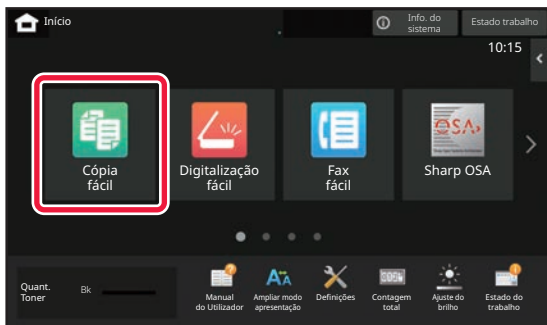 Início
Info. do
sistema
Estado trabalho
10:15
Cópia
fácil
Digitalização
fácil
Fax
fácil
OSA
Sharp OSA
Quant.
Toner
Bk
Manual
do Utilizador
Ampliar modo
apresentação
Definições
Contagem
total
Ajuste do
brilho
Estado do
trabalho